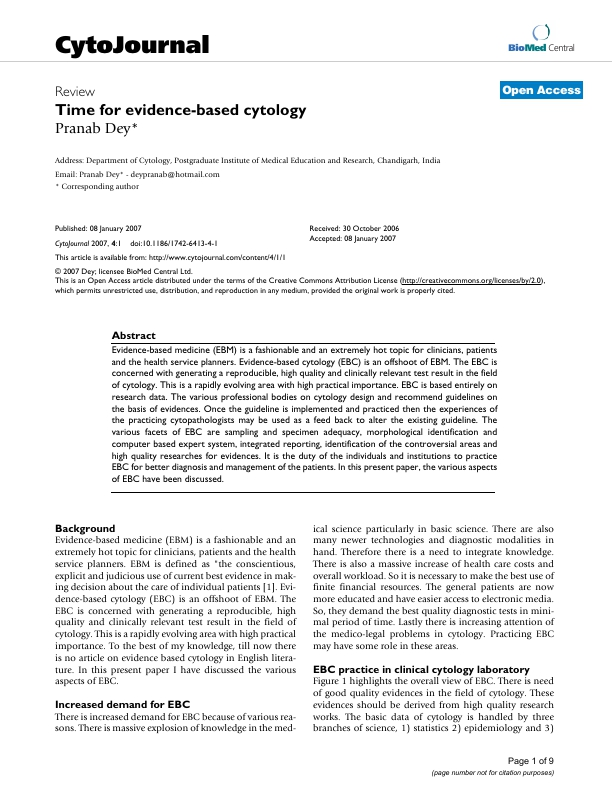 CytoJournal
BioMed Central
Review
Open Access
Time for evidence-based cytology
Pranab Dey*
Address: Department of Cytology, Postgraduate Institute of Medical Education and Research, Chandigarh, India
Email: Pranab Dey* - deypranab@hotmail.com
* Corresponding author
Published: 08 January 2007
CytoJournal 2007, 4:1 doi:10.1186/1742-6413-4-1
Received: 30 October 2006
Accepted: 08 January 2007
This article is available from: http://www.cytojournal.com/content/4/1/1
© 2007 Dey; licensee BioMed Central Ltd.
This is an Open Access article distributed under the terms of the Creative Commons Attribution License (http://creativecommons.org/licenses/by/2.0),
which permits unrestricted use, distribution, and reproduction in any medium, provided the original work is properly cited.
Abstract
Evidence-based medicine (EBM) is a fashionable and an extremely hot topic for clinicians, patients
and the health service planners. Evidence-based cytology (EBC) is an offshoot of EBM. The EBC is
concerned with generating a reproducible, high quality and clinically relevant test result in the field
of cytology. This is a rapidly evolving area with high practical importance. EBC is based entirely on
research data. The various professional bodies on cytology design and recommend guidelines on
the basis of evidences. Once the guideline is implemented and practiced then the experiences of
the practicing cytopathologists may be used as a feed back to alter the existing guideline. The
various facets of EBC are sampling and specimen adequacy, morphological identification and
computer based expert system, integrated reporting, identification of the controversial areas and
high quality researches for evidences. It is the duty of the individuals and institutions to practice
EBC for better diagnosis and management of the patients. In this present paper, the various aspects
of EBC have been discussed.
Background
Evidence-based medicine (EBM) is a fashionable and an
extremely hot topic for clinicians, patients and the health
service planners. EBM is defined as "the conscientious,
explicit and judicious use of current best evidence in mak-
ing decision about the care of individual patients [1]. Evi-
dence-based cytology (EBC) is an offshoot of EBM. The
EBC is concerned with generating a reproducible, high
quality and clinically relevant test result in the field of
cytology. This is a rapidly evolving area with high practical
importance. To the best of my knowledge, till now there
is no article on evidence based cytology in English litera-
ture. In this present paper I have discussed the various
aspects of EBC.
Increased demand for EBC
There is increased demand for EBC because of various rea-
sons. There is massive explosion of knowledge in the med-
ical science particularly in basic science. There are also
many newer technologies and diagnostic modalities in
hand. Therefore there is a need to integrate knowledge.
There is also a massive increase of health care costs and
overall workload. So it is necessary to make the best use of
finite financial resources. The general patients are now
more educated and have easier access to electronic media.
So, they demand the best quality diagnostic tests in mini-
mal period of time. Lastly there is increasing attention of
the medico-legal problems in cytology. Practicing EBC
may have some role in these areas.
EBC practice in clinical cytology laboratory
Figure 1 highlights the overall view of EBC. There is need
of good quality evidences in the field of cytology. These
evidences should be derived from high quality research
works. The basic data of cytology is handled by three
branches of science, 1) statistics 2) epidemiology and 3)
Page 1 of 9
(page number not for citation purposes)